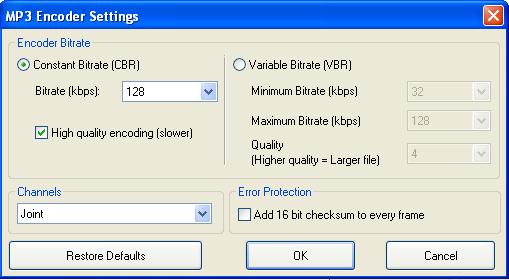 MP3 Encoder Settings
Encoder Bitrate
Constant Bitrate (CBR)
Bitrate (kbps): 128
High quality encoding (slower)
Variable Bitrate (VBR)
Minimum Bitrate (kbps) 32
Maximum Bitrate (kbps) 128
Quality
(Higher quality = Larger file) 4
Channels
Joint
Error Protection
Add 16 bit checksum to every frame
Restore Defaults
OK
Cancel